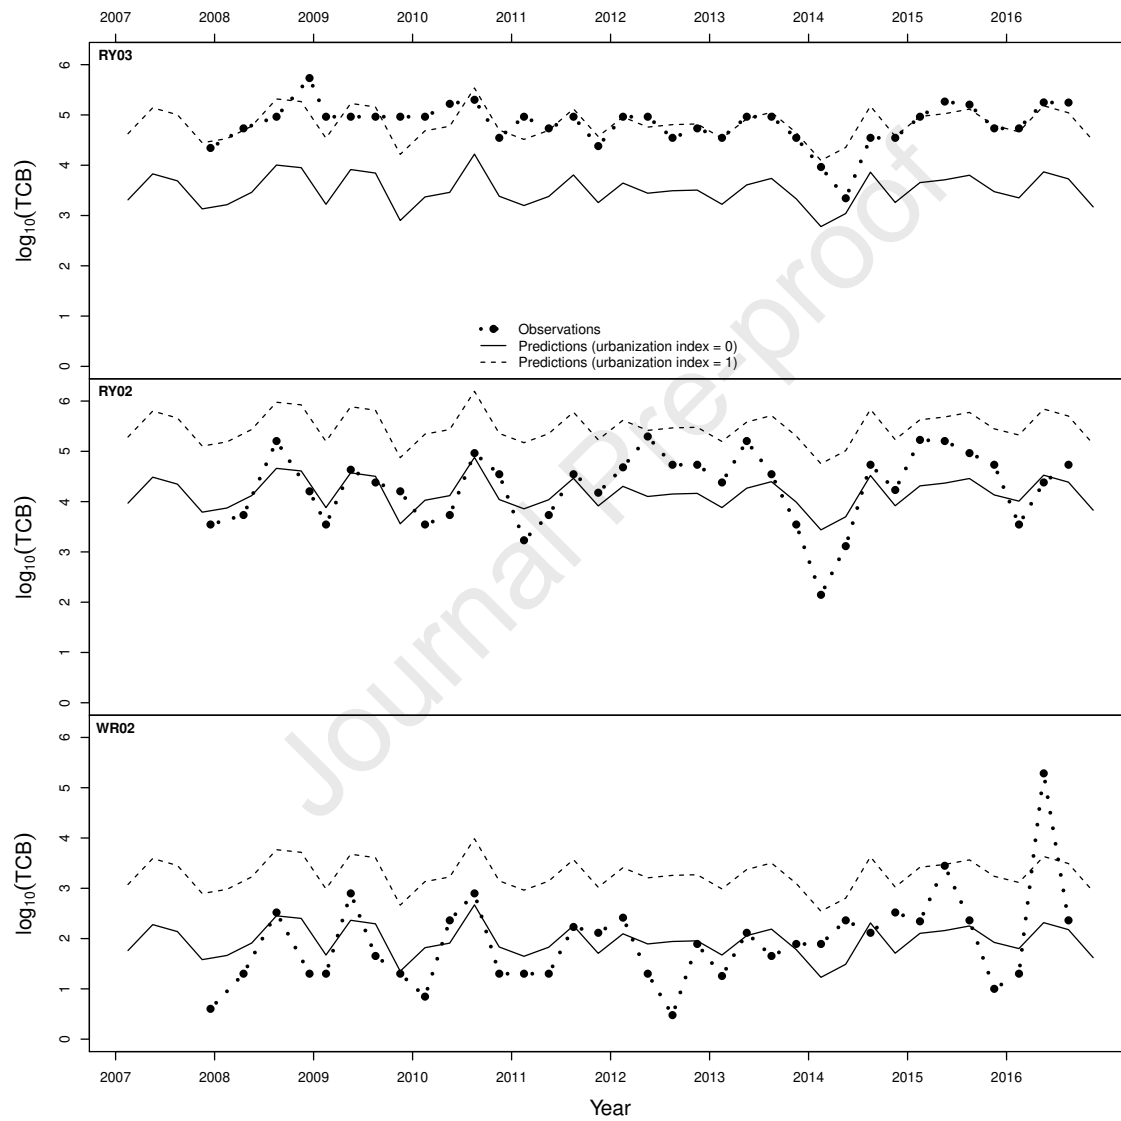 2007 2008 2009 2010 2011 2012 2013 2014 2015 2016
RY03
6
5
4
3
2
1
0
log10(TCB)
Observations
Predictions (urbanization index = 0)
Predictions (urbanization index = 1)
RY02
6
5
4
3
2
1
0
log10(TCB)
WR02
6
5
4
3
2
1
0
log10(TCB)
2007 2008 2009 2010 2011 2012 2013 2014 2015 2016
Year
Journal Pre-proof